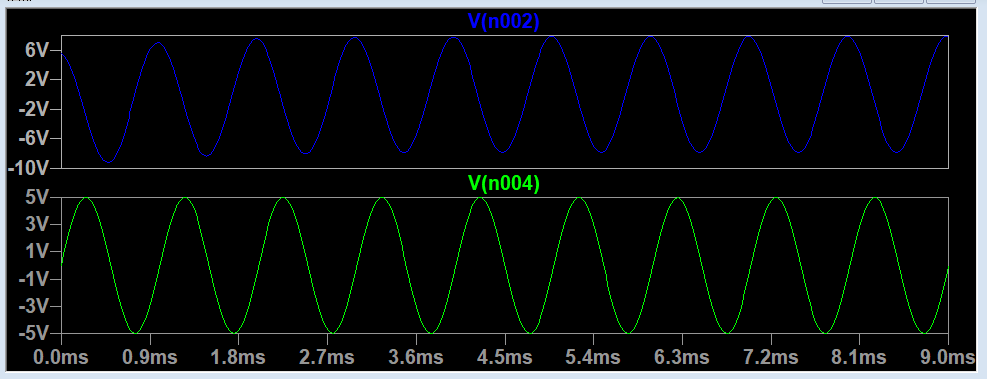 V(n002)
6V
2V
-2V
-6V
-10V
V(n004)
5V
3V
1V
-1V
-3V
-5V
0.0ms 0.9ms 1.8ms 2.7ms 3.6ms 4.5ms 5.4ms 6.3ms 7.2ms 8.1ms 9.0ms